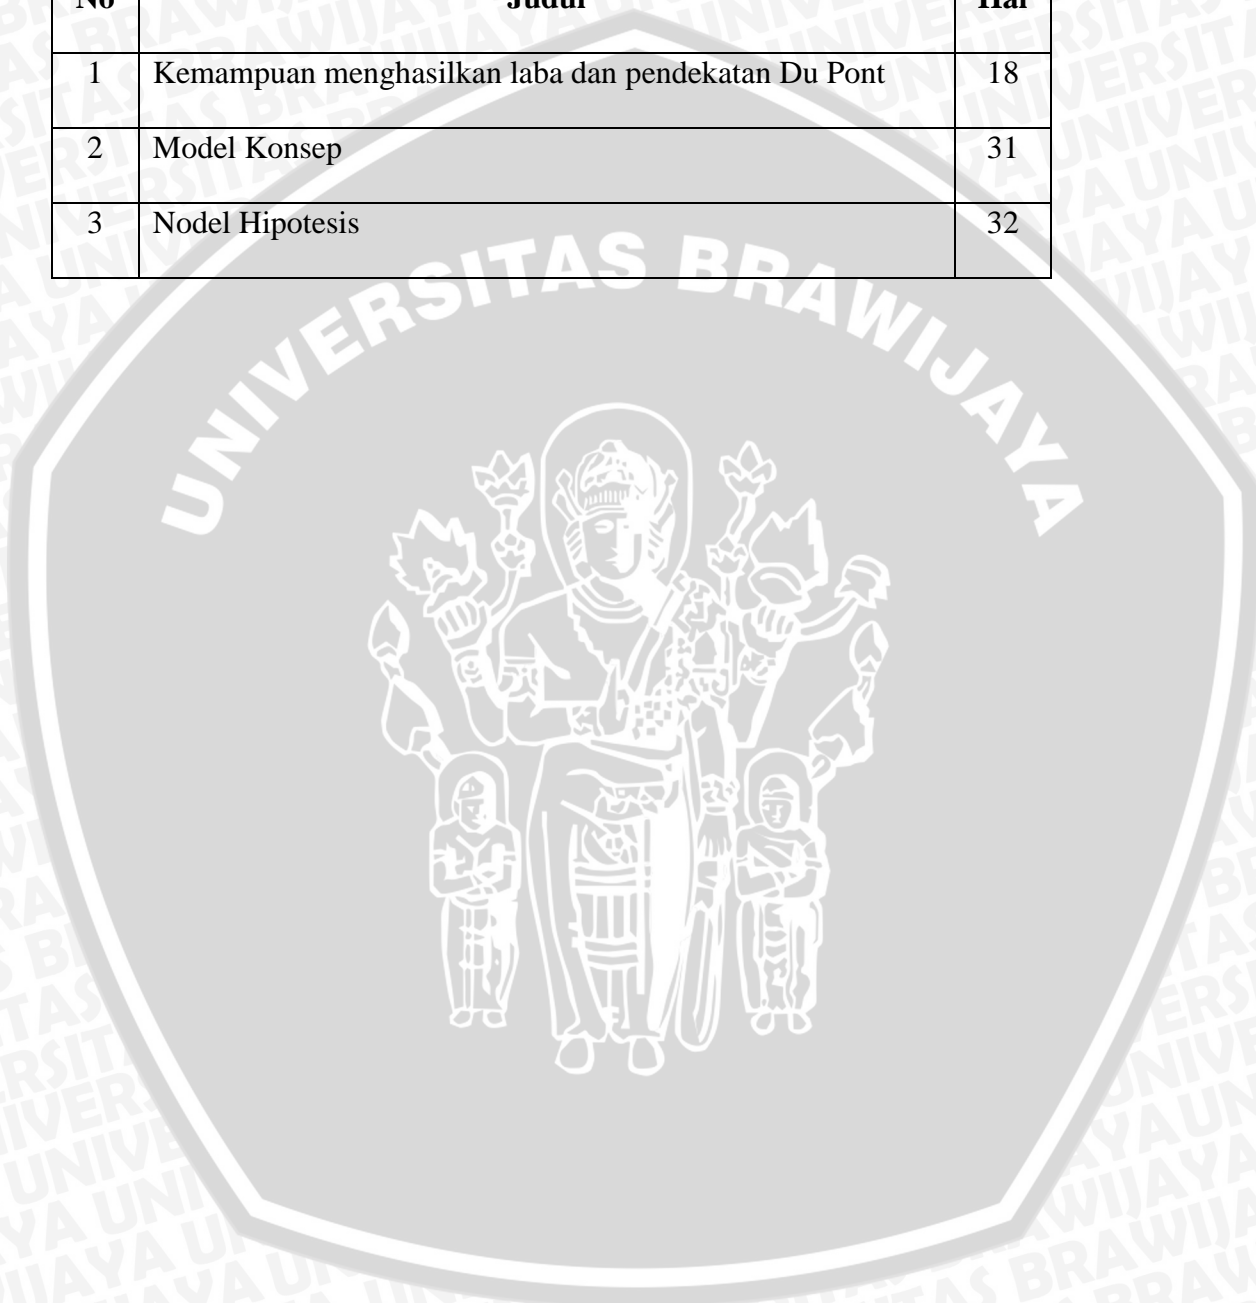 No Judul Hal
1 Kemampuan menghasilkan laba dan pendekatan Du Pont 18
2 Model Konsep 31
3 Nodel Hipotesis 32
UNIVERSITAS BRAWIJAYA